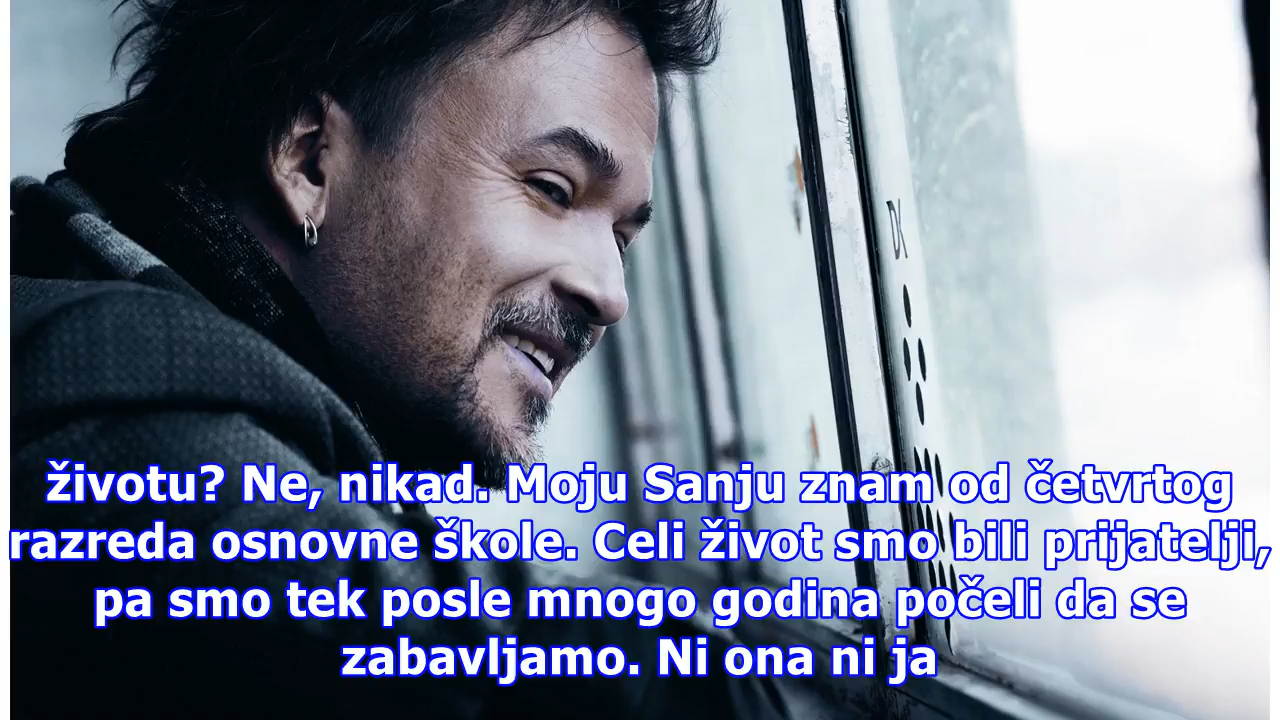 DK
životu? Ne, nikad. Moju Sanju znam od četvrtog
razreda osnovne škole. Celi život smo bili prijatelji,
pa smo tek posle mnogo godina počeli da se
zabavljamo. Ni ona ni ja